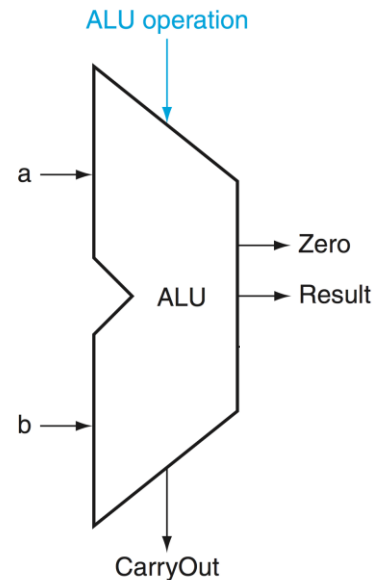 ALU operation
a
Zero
ALU
Result
b
CarryOut